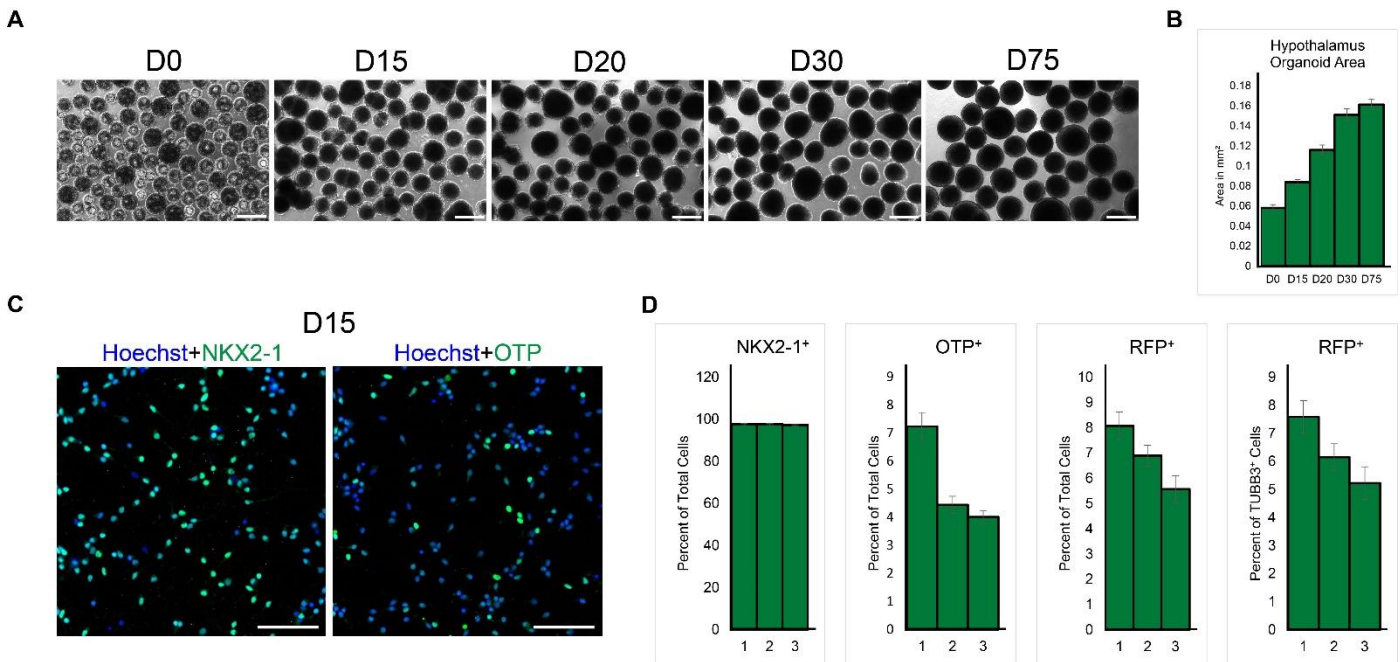 A
D0
D15
D20
D30
D75
B
Hypothalamus
Organoid Area
Area in mm²
0.18
0.16
0.14
0.12
0.1
0.08
0.06
0.04
0.02
0
D0 D15 D20 D30 D75
C
D15
Hoechst+NKX2-1
Hoechst+OTP
D
NKX2-1⁺
Percent of Total Cells
120
100
80
60
40
20
0
1 2 3
OTP⁺
Percent of Total Cells
9
8
7
6
5
4
3
2
1
0
1 2 3
RFP⁺
Percent of Total Cells
10
9
8
7
6
5
4
3
2
1
0
1 2 3
RFP⁺
Percent of TUBB3⁺ Cells
9
8
7
6
5
4
3
2
1
0
1 2 3